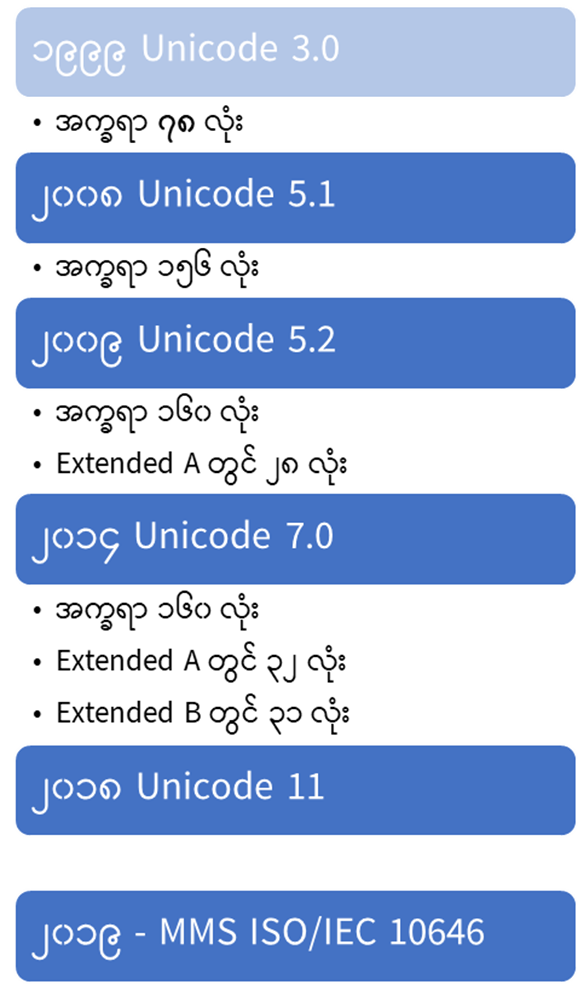 ၁၉၉၉ Unicode 3.0
• အက္ခရာ ၇၈ လုံး
၂၀၀၈ Unicode 5.1
• အက္ခရာ ၁၅၆ လုံး
၂၀၀၉ Unicode 5.2
• အက္ခရာ ၁၆၀ လုံး
• Extended A တွင် ၂၈ လုံး
၂၀၁၄ Unicode 7.0
• အက္ခရာ ၁၆၀ လုံး
• Extended A တွင် ၃၂ လုံး
• Extended B တွင် ၃၁ လုံး
၂၀၁၈ Unicode 11
၂၀၁၉ - MMS ISO/IEC 10646